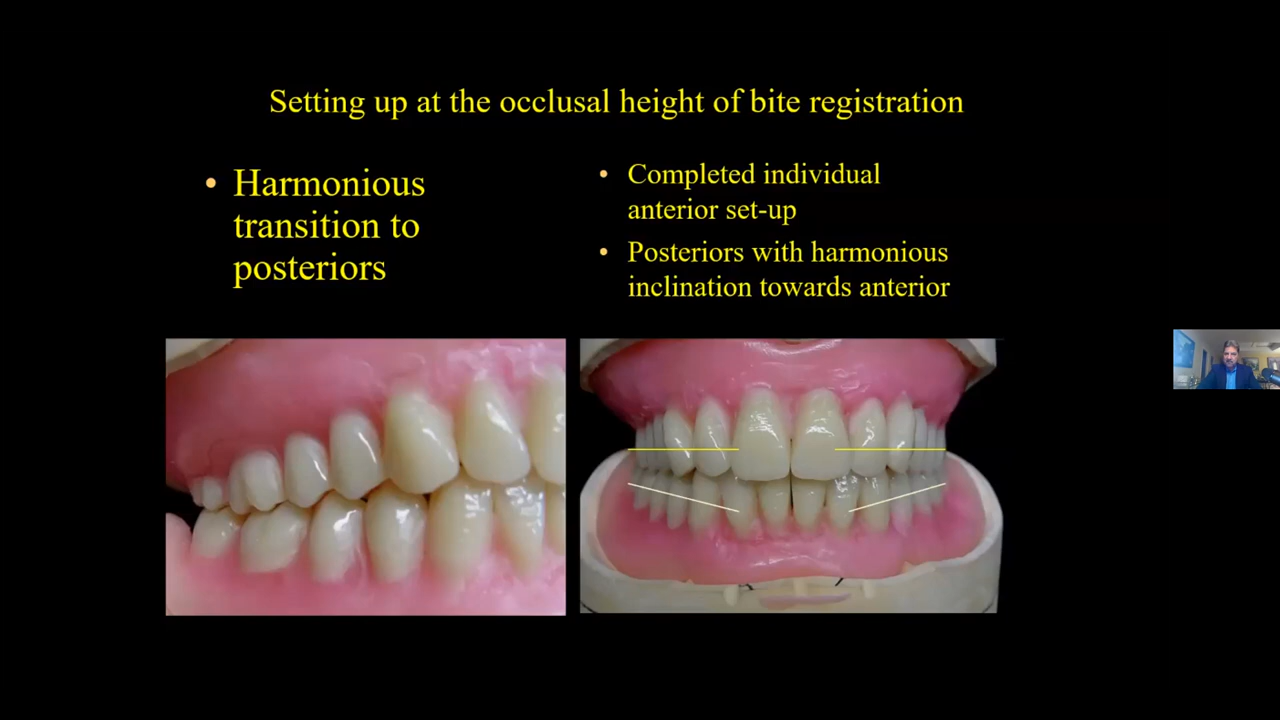 Setting up at the occlusal height of bite registration
• Harmonious
transition to
posteriors
• Completed individual
anterior set-up
• Posteriors with harmonious
inclination towards anterior